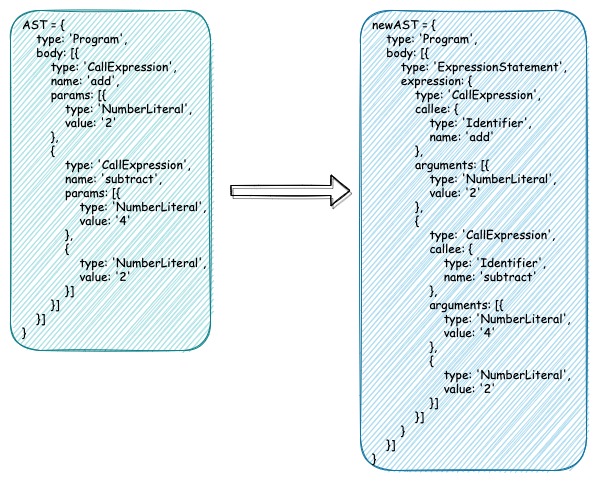 AST = {
type: 'Program',
body: [{
type: 'CallExpression',
name: 'add',
params: [{
type: 'NumberLiteral',
value: '2'
},
{
type: 'CallExpression',
name: 'subtract',
params: [{
type: 'NumberLiteral',
value: '4'
},
{
type: 'NumberLiteral',
value: '2'
}]
}]
}]
}
newAST = {
type: 'Program',
body: [{
type: 'ExpressionStatement',
expression: {
type: 'CallExpression',
callee: {
type: 'Identifier',
name: 'add'
},
arguments: [{
type: 'NumberLiteral',
value: '2'
},
{
type: 'CallExpression',
callee: {
type: 'Identifier',
name: 'subtract'
},
arguments: [{
type: 'NumberLiteral',
value: '4'
},
{
type: 'NumberLiteral',
value: '2'
}]
}]
}
}]
}